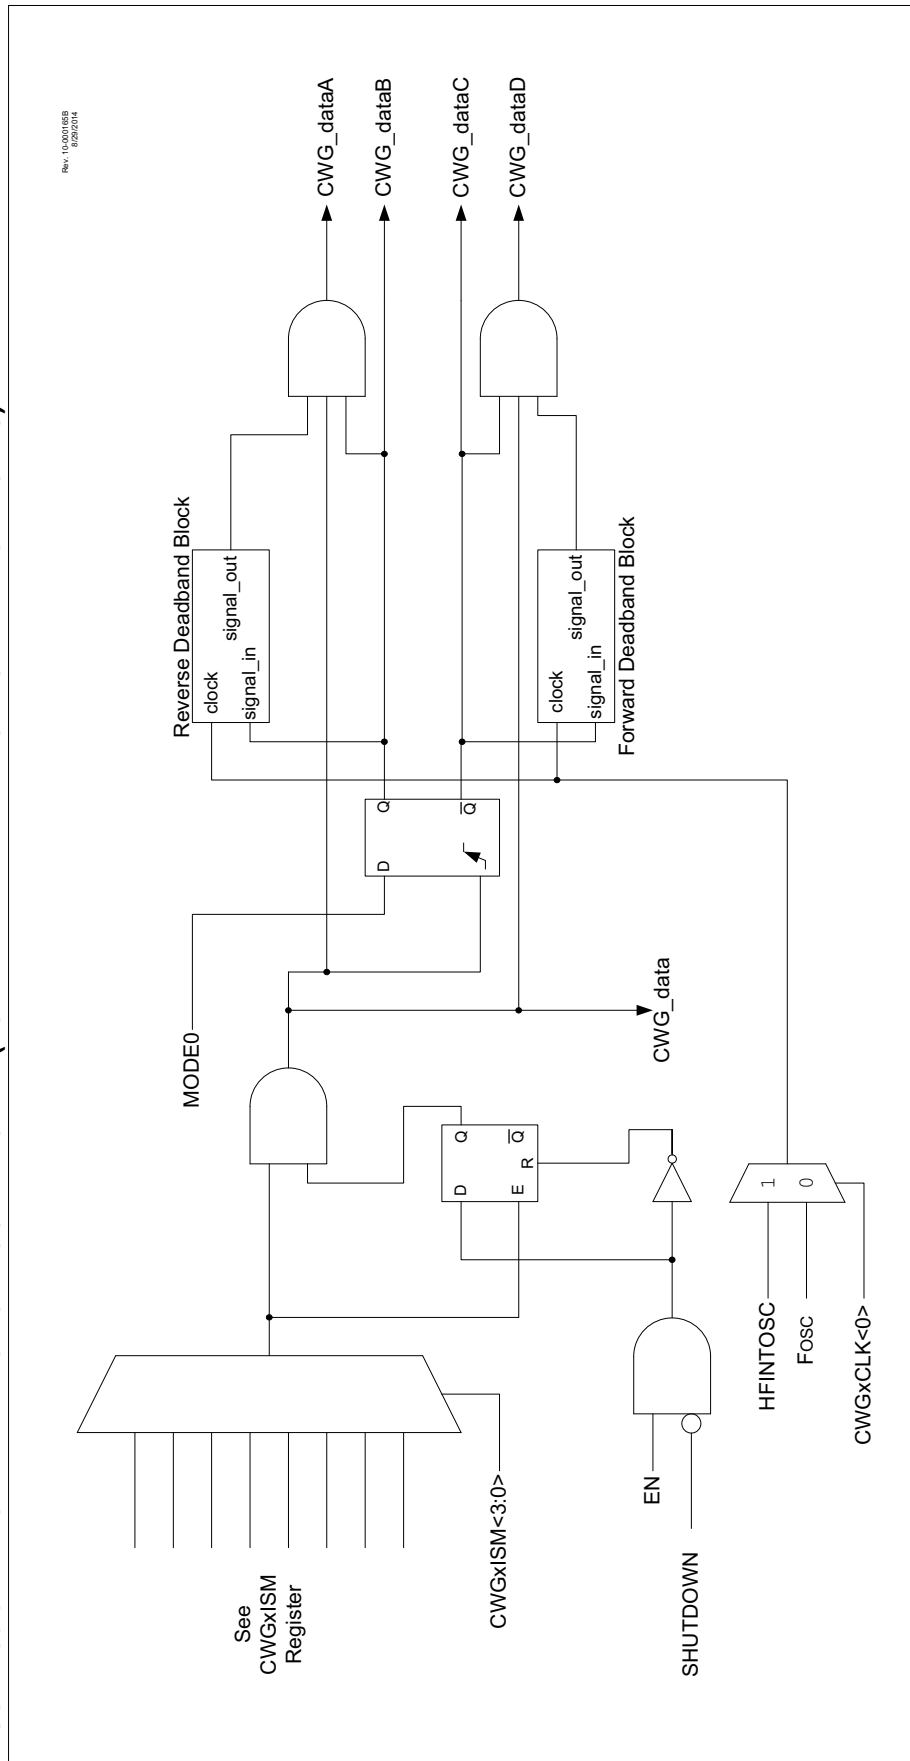 Rev. 10-000165B
8/29/2014
See
CWGxISM
Register
CWGxISM<3:0>
EN
SHUTDOWN
HFINTOSC
FOSC
CWGxCLK<0>
1
0
D
Q
E
R
Q
MODE0
CWG_data
D
Q
Q
Reverse Deadband Block
clock
signal_out
signal_in
clock
signal_out
signal_in
Forward Deadband Block
CWG_dataA
CWG_dataB
CWG_dataC
CWG_dataD